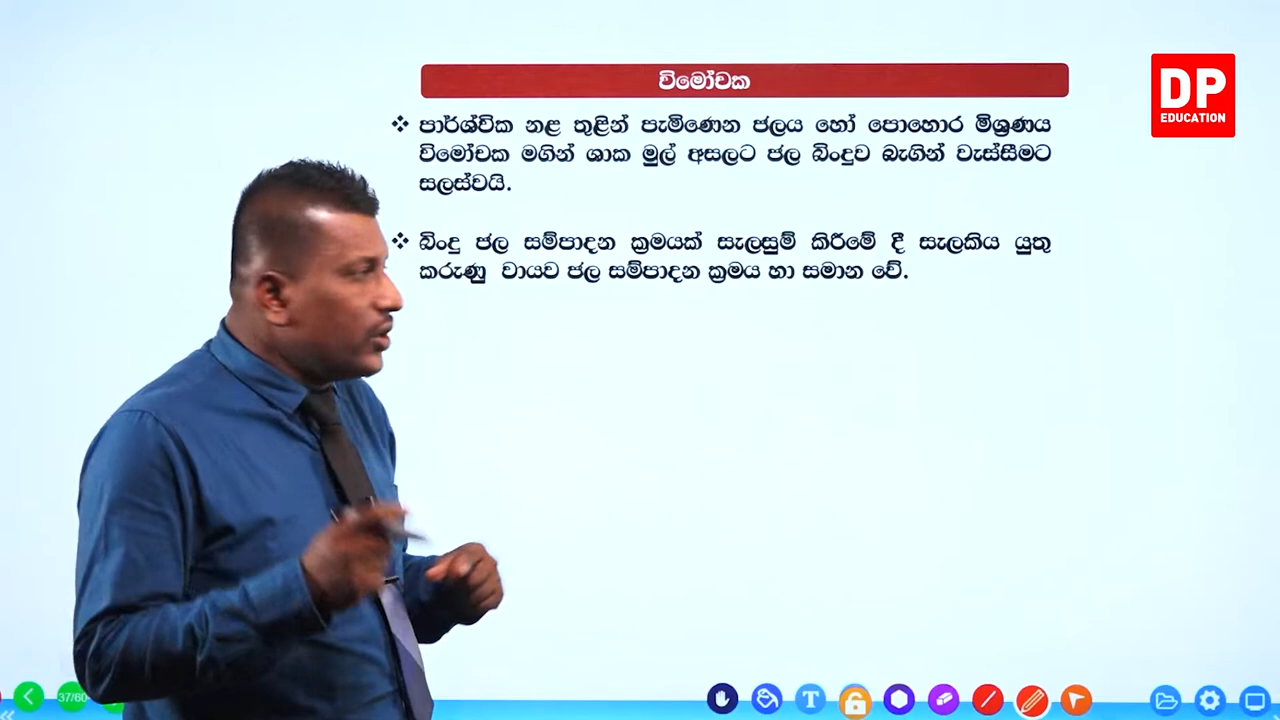 විමෝචක
DP
EDUCATION
❖ පාර්ශ්වික නළ තුළින් පැමිණෙන ජලය හෝ පොහොර මිශ්‍රණය
විමෝචක මගින් ශාක මුල් අසලට ජල බිංදුව බැගින් වැස්සීමට
සලස්වයි.
❖ බිංදු ජල සම්පාදන ක්‍රමයක් සැලසුම් කිරීමේ දී සැලකිය යුතු
කරුණු වායව ජල සම්පාදන ක්‍රමය හා සමාන වේ.
37/60
T